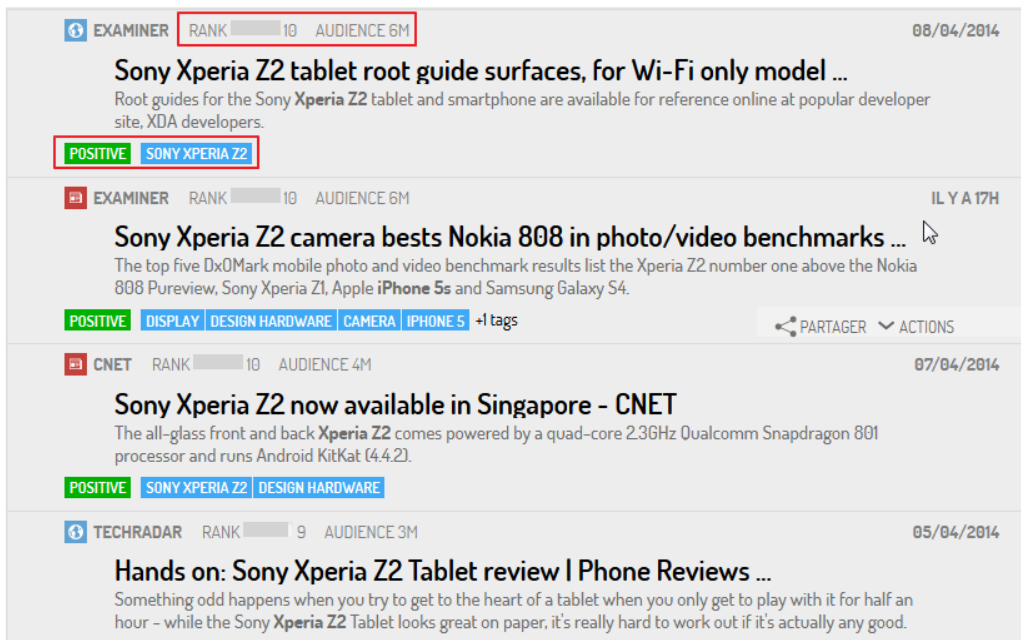 EXAMINER RANK 10 AUDIENCE 6M 08/04/2014
Sony Xperia Z2 tablet root guide surfaces, for Wi-Fi only model ...
Root guides for the Sony Xperia Z2 tablet and smartphone are available for reference online at popular developer
site, XDA developers.
POSITIVE SONY XPERIA Z2
EXAMINER RANK 10 AUDIENCE 6M IL Y A 17H
Sony Xperia Z2 camera bests Nokia 808 in photo/video benchmarks ...
The top five DxOMark mobile photo and video benchmark results list the Xperia Z2 number one above the Nokia
808 Pureview, Sony Xperia Z1, Apple iPhone 5s and Samsung Galaxy S4.
POSITIVE DISPLAY DESIGN HARDWARE CAMERA IPHONE 5 +1 tags
PARTAGER ACTIONS
CNET RANK 10 AUDIENCE 4M 07/04/2014
Sony Xperia Z2 now available in Singapore - CNET
The all-glass front and back Xperia Z2 comes powered by a quad-core 2.3GHz Qualcomm Snapdragon 801
processor and runs Android KitKat (4.4.2).
POSITIVE SONY XPERIA Z2 DESIGN HARDWARE
TECHRADAR RANK 9 AUDIENCE 3M 05/04/2014
Hands on: Sony Xperia Z2 Tablet review | Phone Reviews ...
Something odd happens when you try to get to the heart of a tablet when you only get to play with it for half an
hour - while the Sony Xperia Z2 Tablet looks great on paper, it's really hard to work out if it's actually any good.